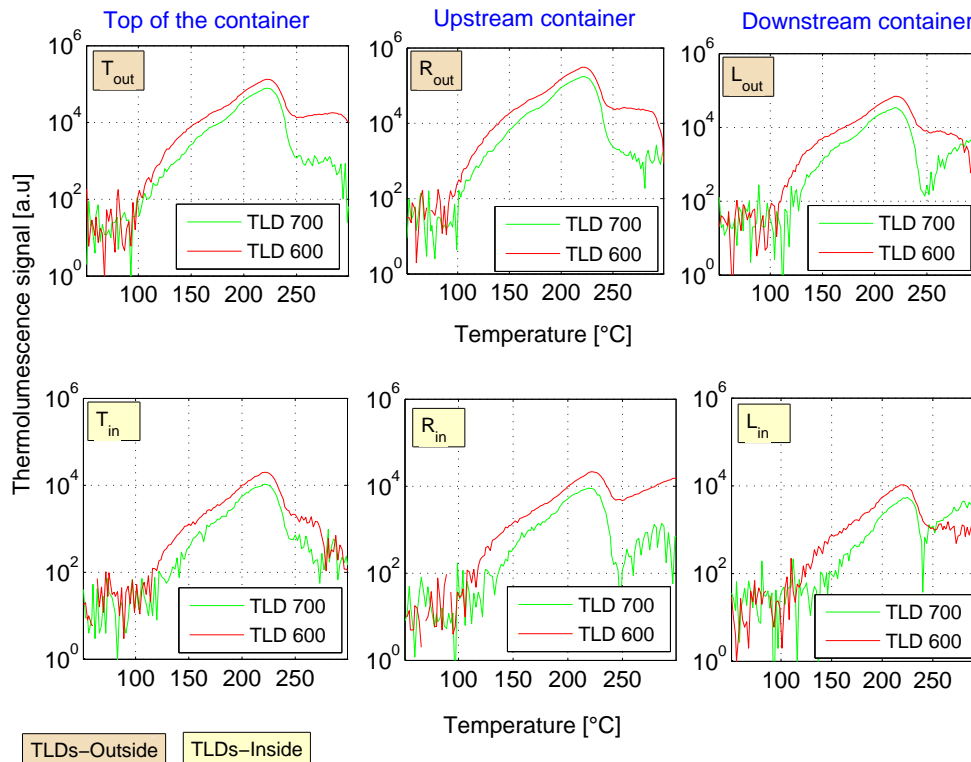 Top of the container
Upstream container
Downstream container
Thermolumescence signal [a.u]
10^6
10^4
10^2
10^0
T_out
TLD 700
TLD 600
100 150 200 250
10^6
10^4
10^2
10^0
R_out
TLD 700
TLD 600
100 150 200 250
10^6
10^4
10^2
10^0
L_out
TLD 700
TLD 600
100 150 200 250
Temperature [°C]
10^6
10^4
10^2
10^0
T_in
TLD 700
TLD 600
100 150 200 250
10^6
10^4
10^2
10^0
R_in
TLD 700
TLD 600
100 150 200 250
10^6
10^4
10^2
10^0
L_in
TLD 700
TLD 600
100 150 200 250
Temperature [°C]
TLDs−Outside
TLDs−Inside